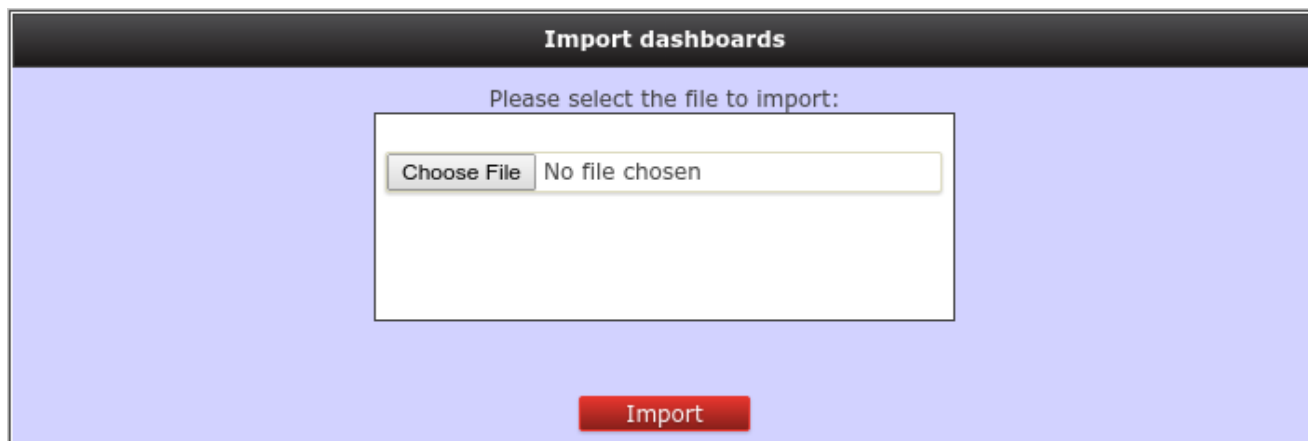 Import dashboards
Please select the file to import:
Choose File No file chosen
Import